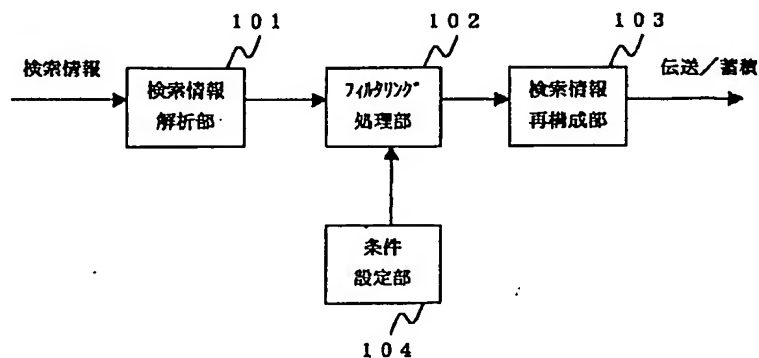 101
102
103
検索情報
検索情報
解析部
フィルタリング
処理部
検索情報
再構成部
伝送/蓄積
条件
設定部
104